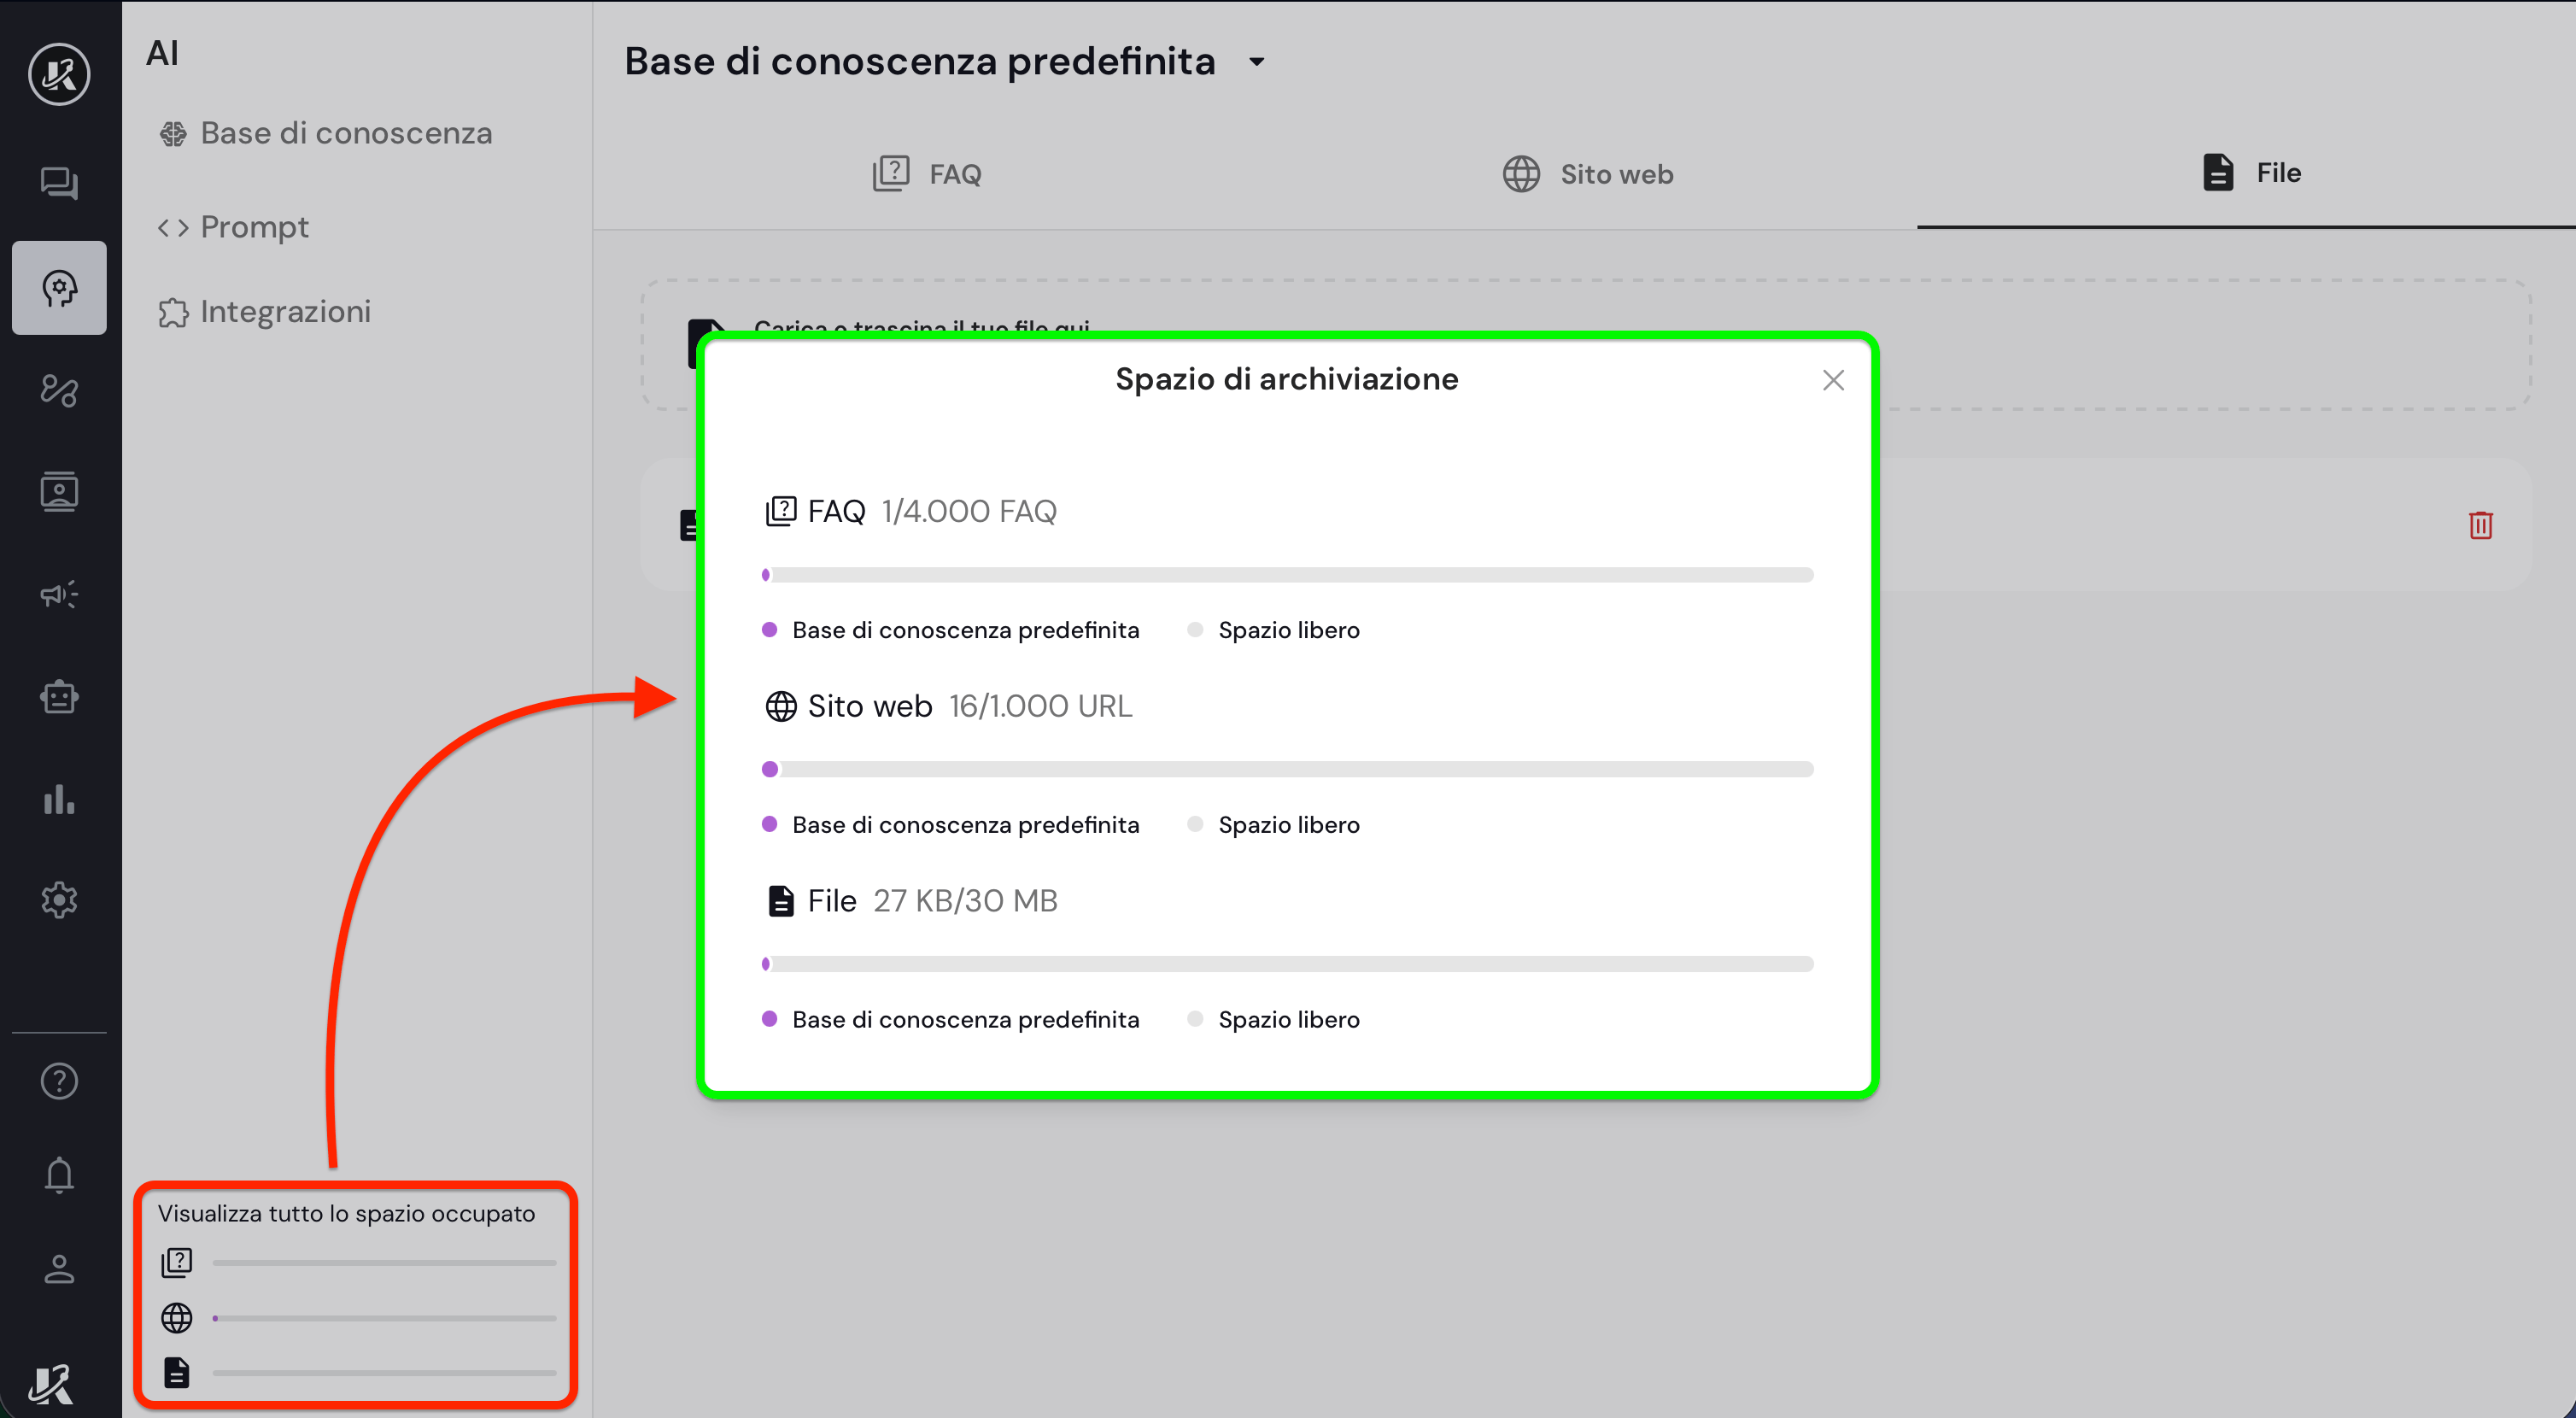 AI
Base di conoscenza
Prompt
Integrazioni
Visualizza tutto lo spazio occupato
Base di conoscenza predefinita
FAQ
Sito web
File
Carica o trascina il tuo file qui
Spazio di archiviazione
FAQ 1/4.000 FAQ
Base di conoscenza predefinita Spazio libero
Sito web 16/1.000 URL
Base di conoscenza predefinita Spazio libero
File 27 KB/30 MB
Base di conoscenza predefinita Spazio libero